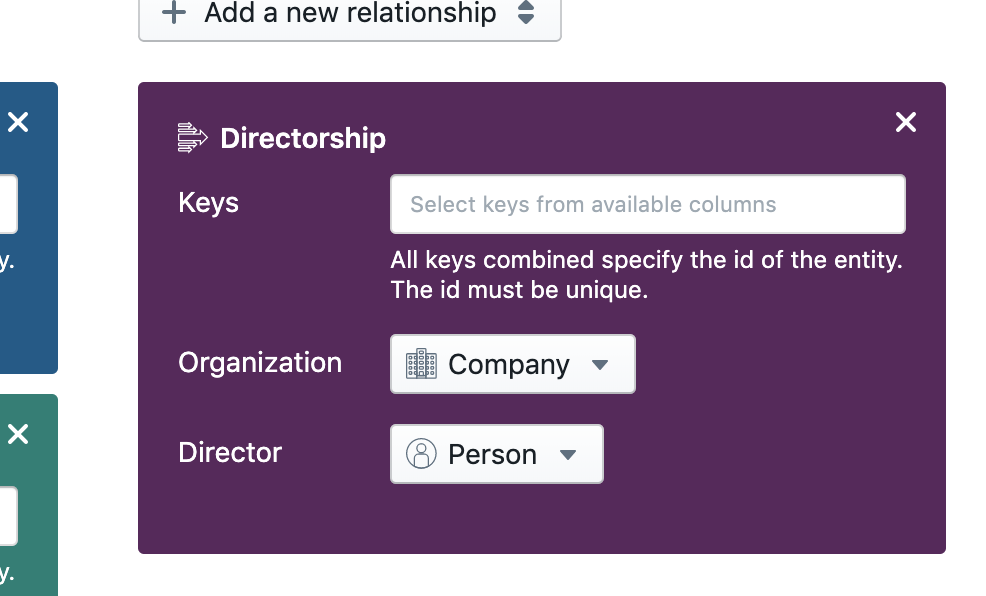 Add a new relationship
Directorship
Keys
Select keys from available columns
y.
All keys combined specify the id of the entity.
The id must be unique.
Organization
Company
Director
Person
y.